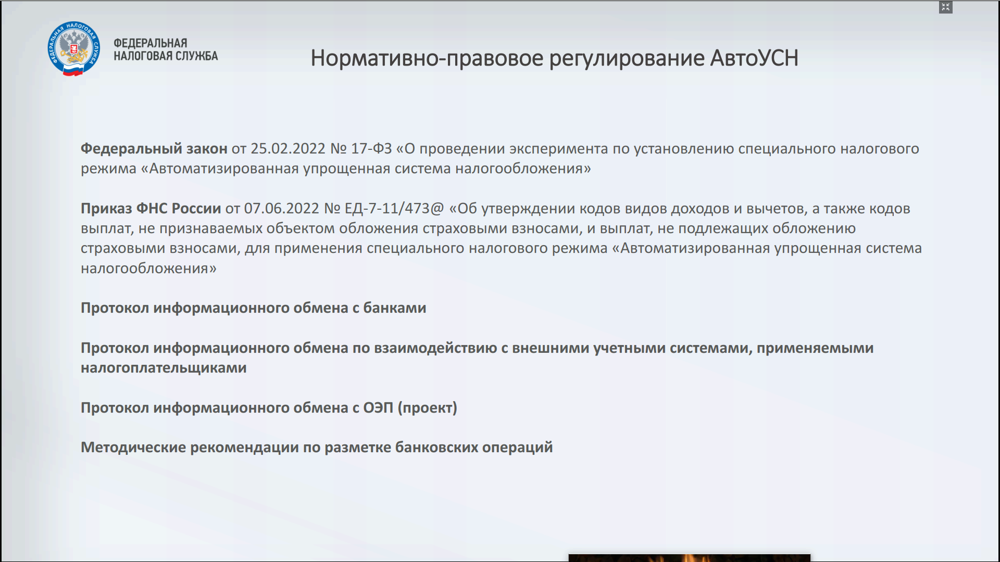 ФЕДЕРАЛЬНАЯ НАЛОГОВАЯ СЛУЖБА
ФЕДЕРАЛЬНАЯ
НАЛОГОВАЯ СЛУЖБА
Нормативно-правовое регулирование АвтоУСН
Федеральный закон от 25.02.2022 № 17-ФЗ «О проведении эксперимента по установлению специального налогового
режима «Автоматизированная упрощенная система налогообложения»
Приказ ФНС России от 07.06.2022 № ЕД-7-11/473@ «Об утверждении кодов видов доходов и вычетов, а также кодов
выплат, не признаваемых объектом обложения страховыми взносами, и выплат, не подлежащих обложению
страховыми взносами, для применения специального налогового режима «Автоматизированная упрощенная система
налогообложения»
Протокол информационного обмена с банками
Протокол информационного обмена по взаимодействию с внешними учетными системами, применяемыми
налогоплательщиками
Протокол информационного обмена с ОЭП (проект)
Методические рекомендации по разметке банковских операций